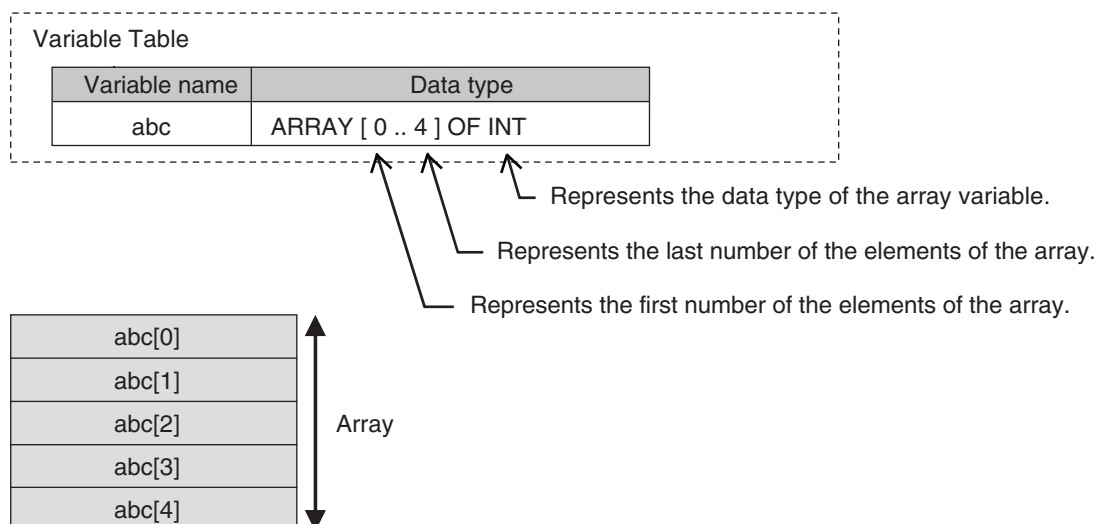 Variable Table
Variable name Data type
abc ARRAY [ 0 .. 4 ] OF INT
Represents the data type of the array variable.
Represents the last number of the elements of the array.
Represents the first number of the elements of the array.
abc[0]
abc[1]
abc[2]
Array
abc[3]
abc[4]